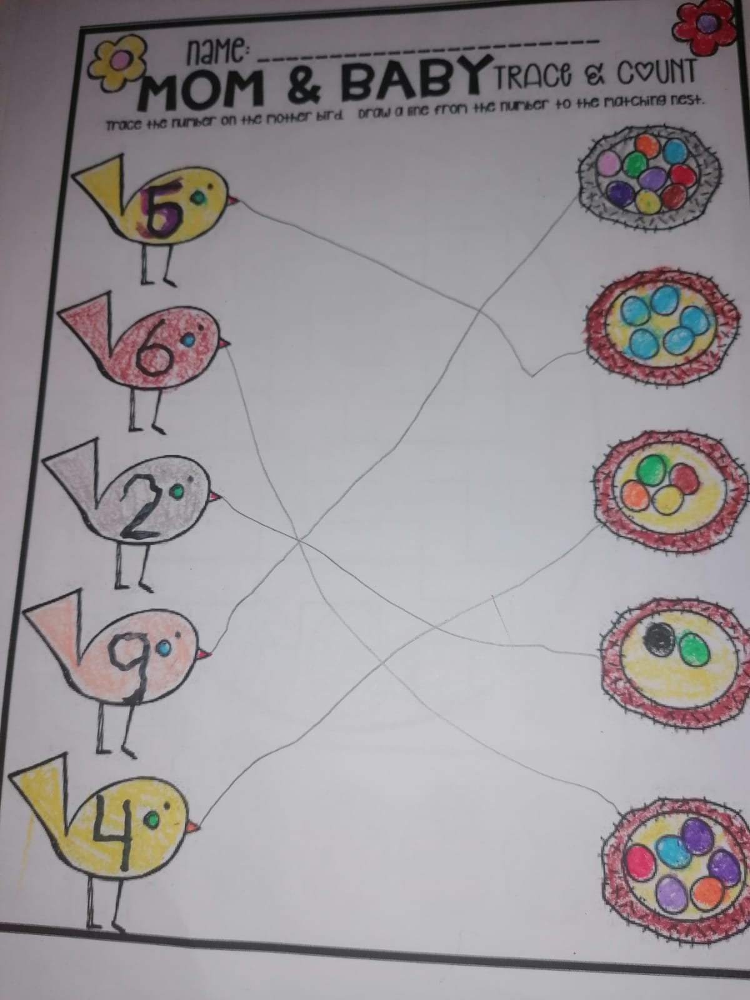 NAME:
MOM & BABY TRACE & COUNT
Trace the number on the mother bird. Draw a line from the number to the matching nest.
5
6
2
9
4